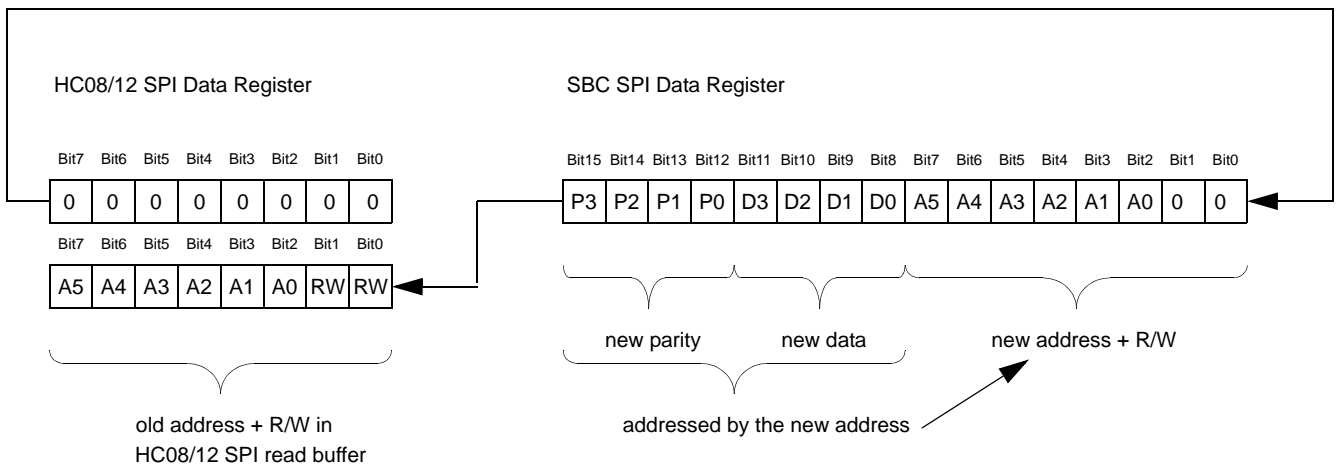 HC08/12 SPI Data Register
SBC SPI Data Register
Bit7 Bit6 Bit5 Bit4 Bit3 Bit2 Bit1 Bit0
Bit15 Bit14 Bit13 Bit12 Bit11 Bit10 Bit9 Bit8 Bit7 Bit6 Bit5 Bit4 Bit3 Bit2 Bit1 Bit0
0 0 0 0 0 0 0 0
P3 P2 P1 P0 D3 D2 D1 D0 A5 A4 A3 A2 A1 A0 0 0
Bit7 Bit6 Bit5 Bit4 Bit3 Bit2 Bit1 Bit0
A5 A4 A3 A2 A1 A0 RW RW
new parity
new data
new address + R/W
old address + R/W in
HC08/12 SPI read buffer
addressed by the new address